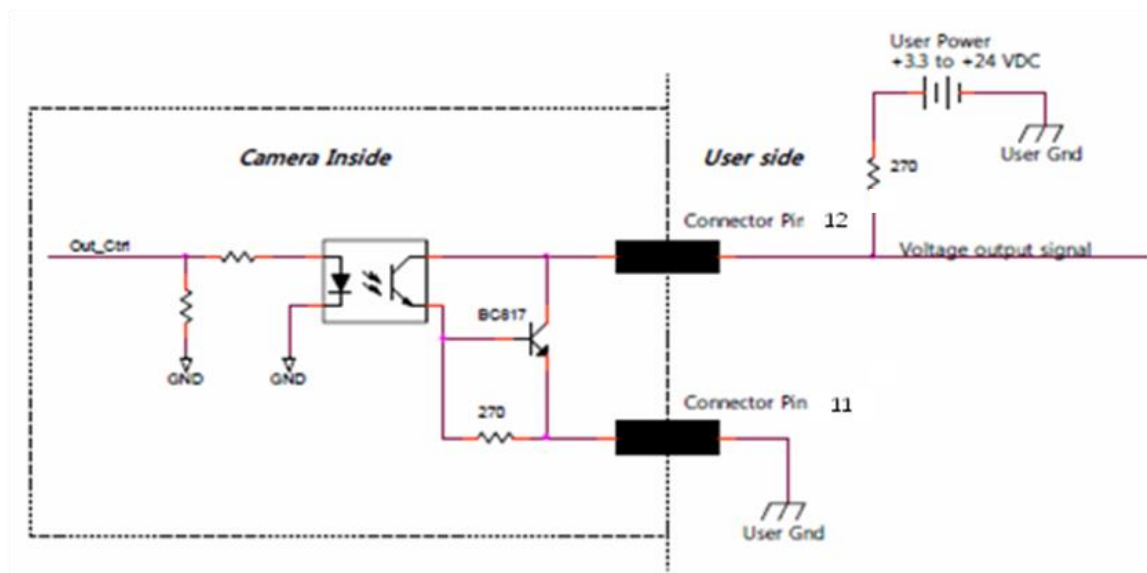 User Power
+3.3 to +24 VDC
User Gnd
270
Camera Inside
User side
Connector Pin 12
Out_Ctrl
Voltage output signal
BC817
GND
GND
270
Connector Pin 11
User Gnd